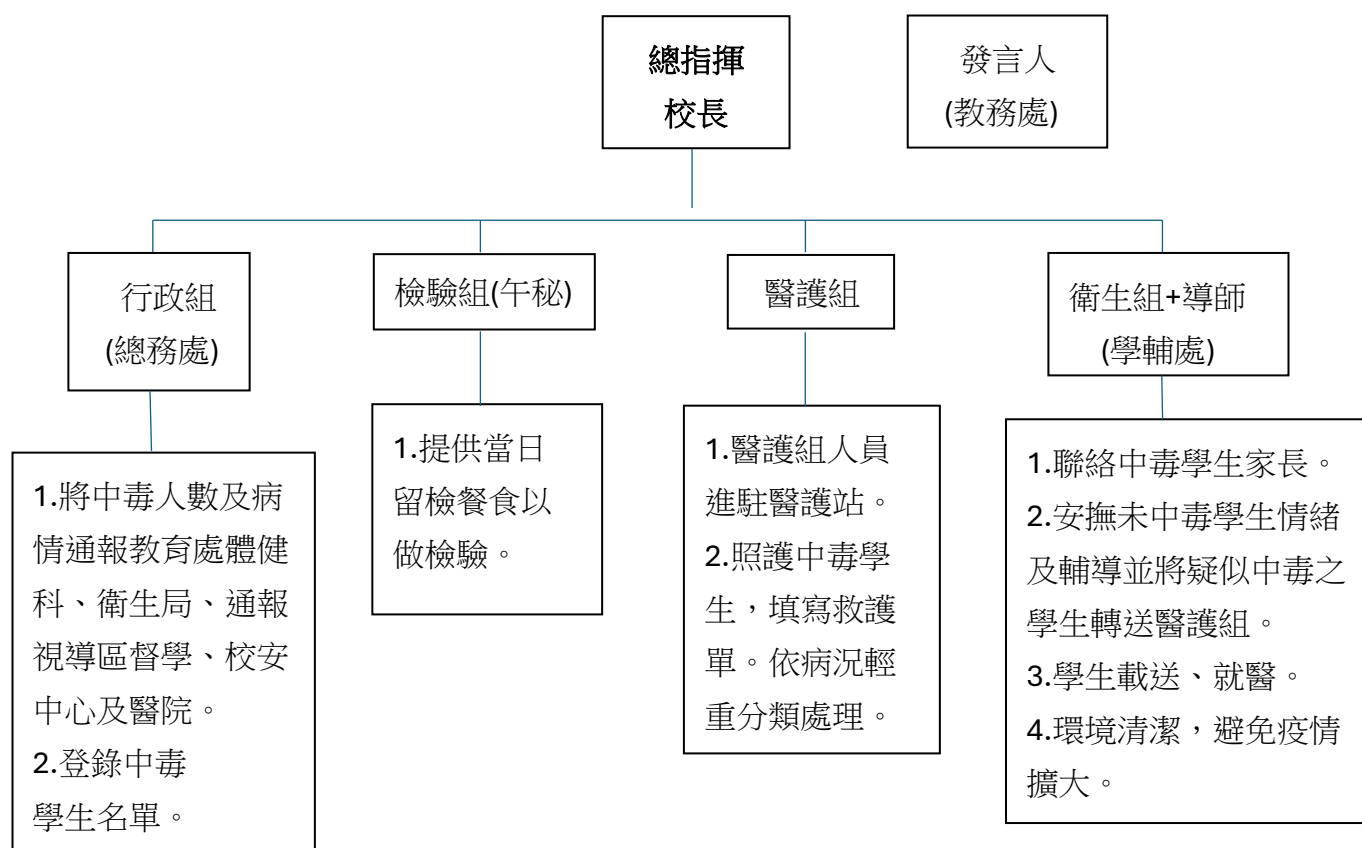 總指揮
校長
發言人
(教務處)
行政組
(總務處)
檢驗組(午秘)
醫護組
衛生組+導師
(學輔處)
1.將中毒人數及病
情通報教育處體健
科、衛生局、通報
視導區督學、校安
中心及醫院。
2.登錄中毒
學生名單。
1.提供當日
留檢餐食以
做檢驗。
1.醫護組人員
進駐醫護站。
2.照護中毒學
生，填寫救護
單。依病況輕
重分類處理。
1.聯絡中毒學生家長。
2.安撫未中毒學生情緒
及輔導並將疑似中毒之
學生轉送醫護組。
3.學生載送、就醫。
4.環境清潔，避免疫情
擴大。